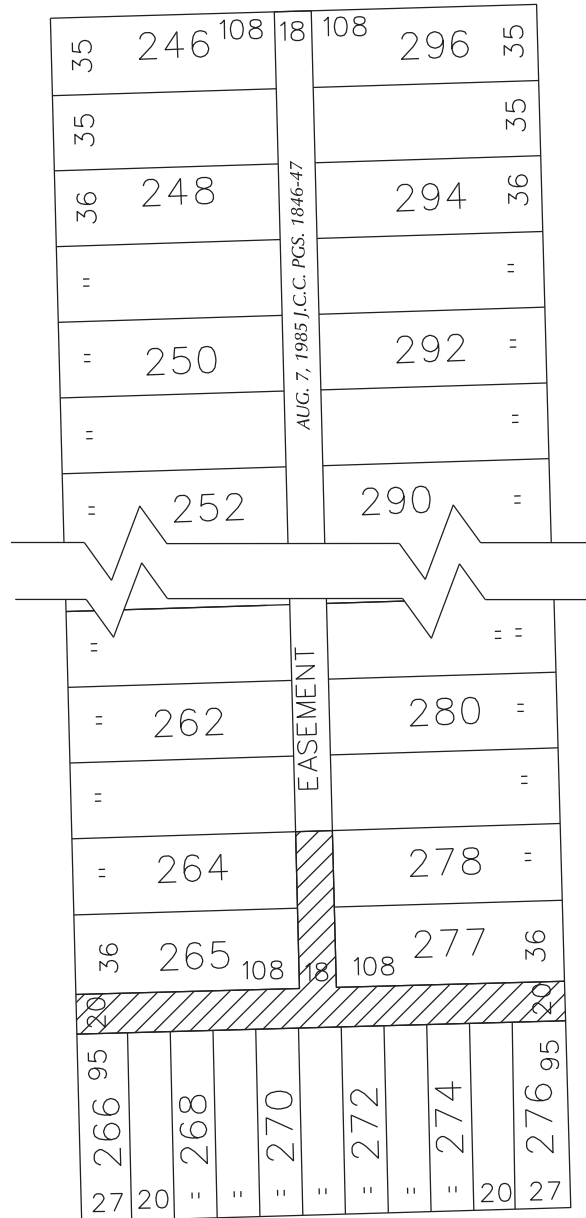 35 246 108 18 108 296 35
35 35
36 248 294 36
AUG. 7, 1985 J.C.C. PGS. 1846-47
" "
" 250 292 "
" "
" 252 290 "
" " "
EASEMENT
" 262 280 "
" "
" 264 278 "
36 265 108 18 108 277 36
20 20
95 95
266 268 270 272 274 276
27 20 " " " " " " " 20 27